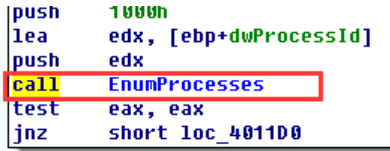 push 1000h
lea edx, [ebp+dwProcessId]
push edx
call EnumProcesses
test eax, eax
jnz short loc_4011D0